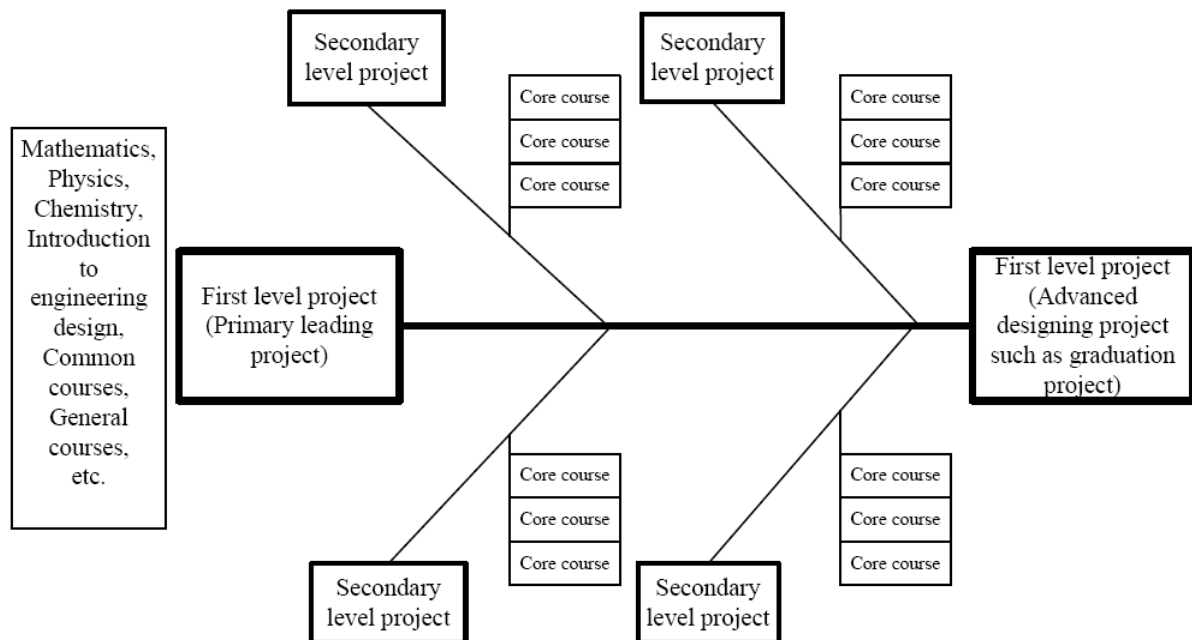 Secondary
level project
Secondary
level project
Core course
Core course
Core course
Core course
Core course
Core course
Mathematics,
Physics,
Chemistry,
Introduction
to
engineering
design,
Common
courses,
General
courses,
etc.
First level project
(Primary leading
project)
First level project
(Advanced
designing project
such as graduation
project)
Core course
Core course
Core course
Core course
Core course
Core course
Secondary
level project
Secondary
level project